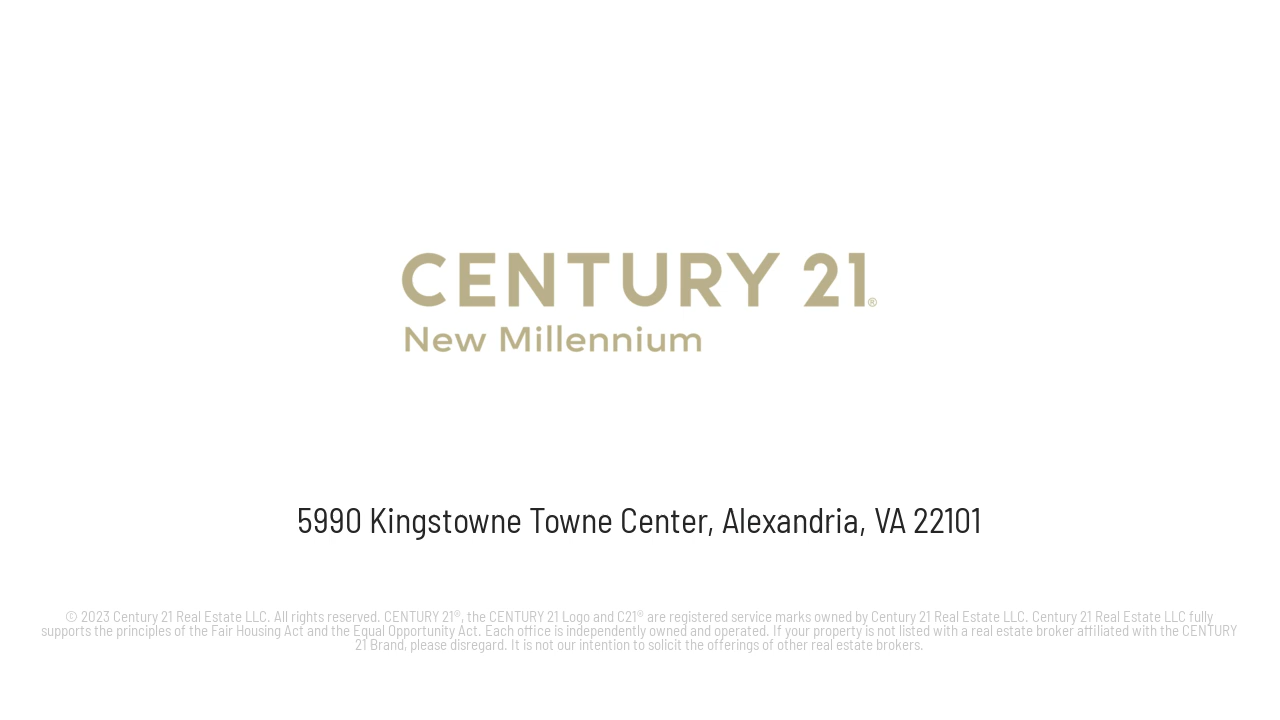 CENTURY 21®
New Millennium
5990 Kingstowne Towne Center, Alexandria, VA 22101
© 2023 Century 21 Real Estate LLC. All rights reserved. CENTURY 21®, the CENTURY 21 Logo and C21® are registered service marks owned by Century 21 Real Estate LLC. Century 21 Real Estate LLC fully
supports the principles of the Fair Housing Act and the Equal Opportunity Act. Each office is independently owned and operated. If your property is not listed with a real estate broker affiliated with the CENTURY
21 Brand, please disregard. It is not our intention to solicit the offerings of other real estate brokers.